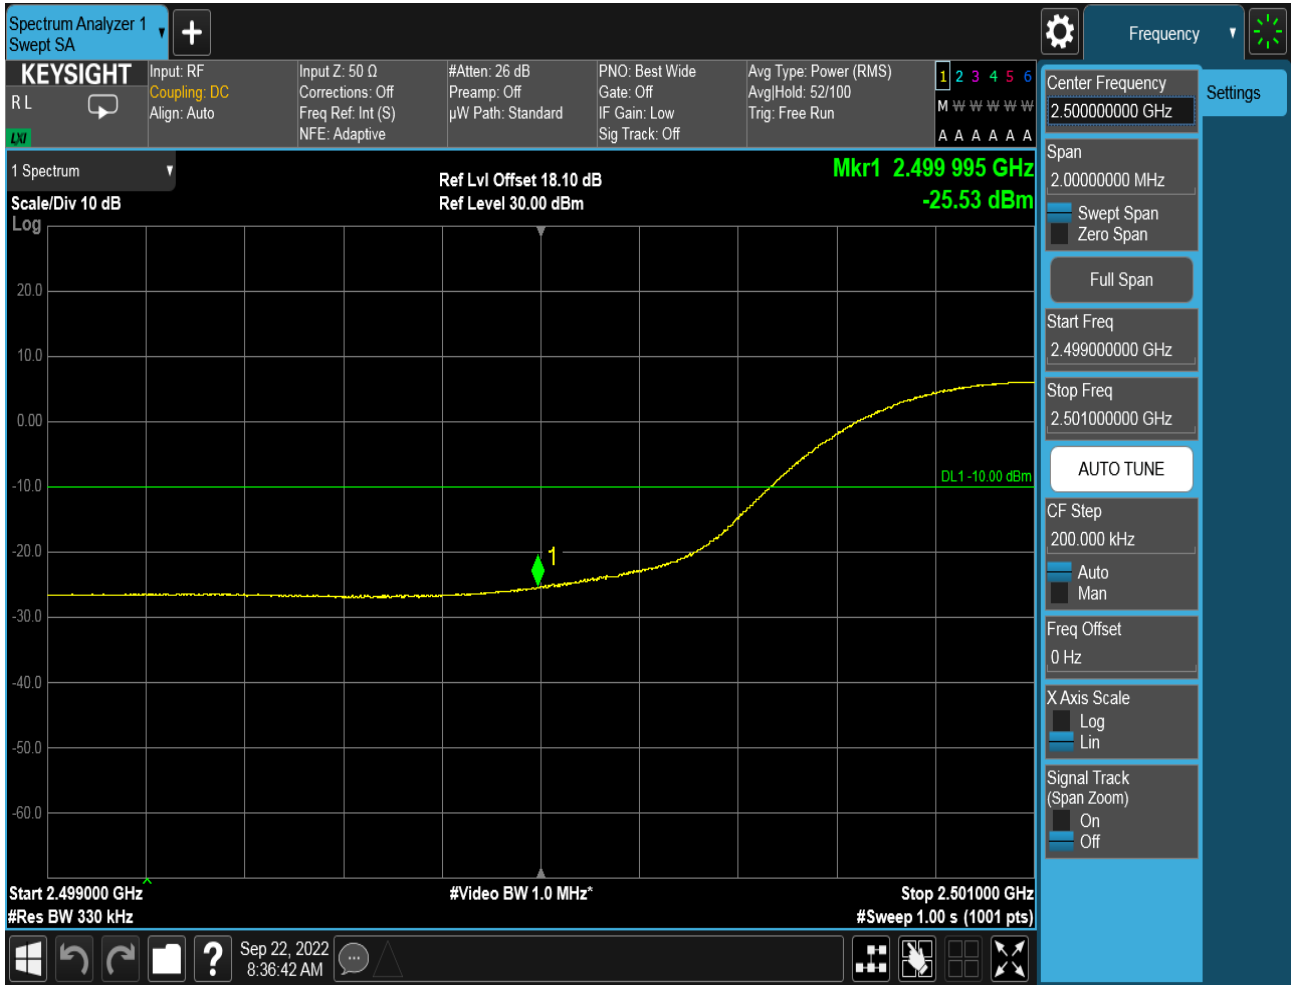 Spectrum Analyzer 1
Swept SA
Frequency
KEYSIGHT
R L
LXI
Input: RF
Coupling: DC
Align: Auto
Input Z: 50 Ω
Corrections: Off
Freq Ref: Int (S)
NFE: Adaptive
#Atten: 26 dB
Preamp: Off
µW Path: Standard
PNO: Best Wide
Gate: Off
IF Gain: Low
Sig Track: Off
Avg Type: Power (RMS)
Avg|Hold: 52/100
Trig: Free Run
1 2 3 4 5 6
M W W W W W
A A A A A A
1 Spectrum
Scale/Div 10 dB
Log
Ref Lvl Offset 18.10 dB
Ref Level 30.00 dBm
Mkr1 2.499 995 GHz
-25.53 dBm
20.0
10.0
0.00
-10.0
-20.0
-30.0
-40.0
-50.0
-60.0
DL1 -10.00 dBm
1
Start 2.499000 GHz
#Res BW 330 kHz
#Video BW 1.0 MHz*
Stop 2.501000 GHz
#Sweep 1.00 s (1001 pts)
Sep 22, 2022
8:36:42 AM
Center Frequency
2.500000000 GHz
Settings
Span
2.00000000 MHz
Swept Span
Zero Span
Full Span
Start Freq
2.499000000 GHz
Stop Freq
2.501000000 GHz
AUTO TUNE
CF Step
200.000 kHz
Auto
Man
Freq Offset
0 Hz
X Axis Scale
Log
Lin
Signal Track
(Span Zoom)
On
Off